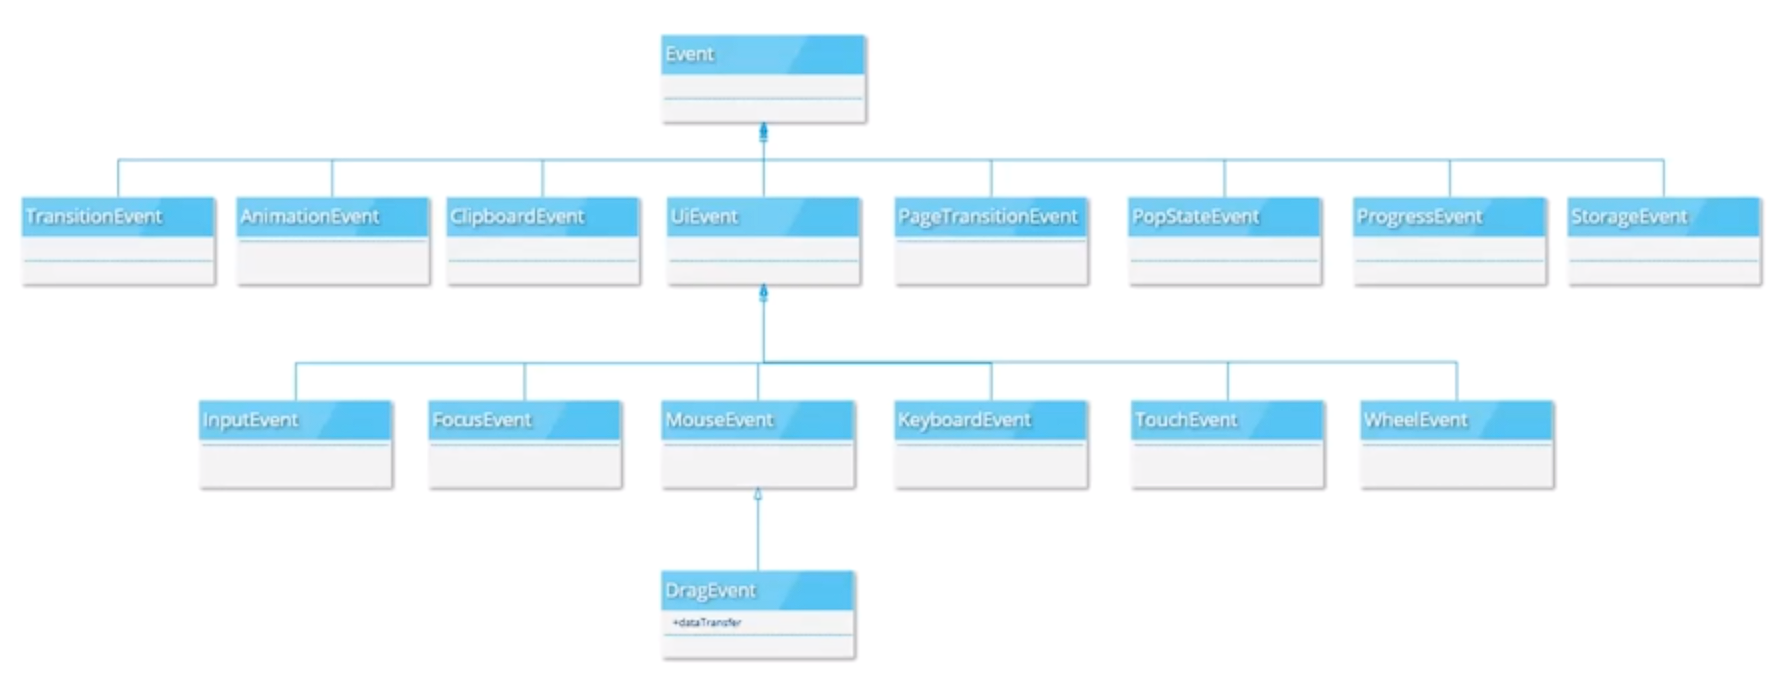 Event
TransitionEvent
AnimationEvent
ClipboardEvent
UiEvent
PageTransitionEvent
PopStateEvent
ProgressEvent
StorageEvent
InputEvent
FocusEvent
MouseEvent
KeyboardEvent
TouchEvent
WheelEvent
DragEvent
+dataTransfer